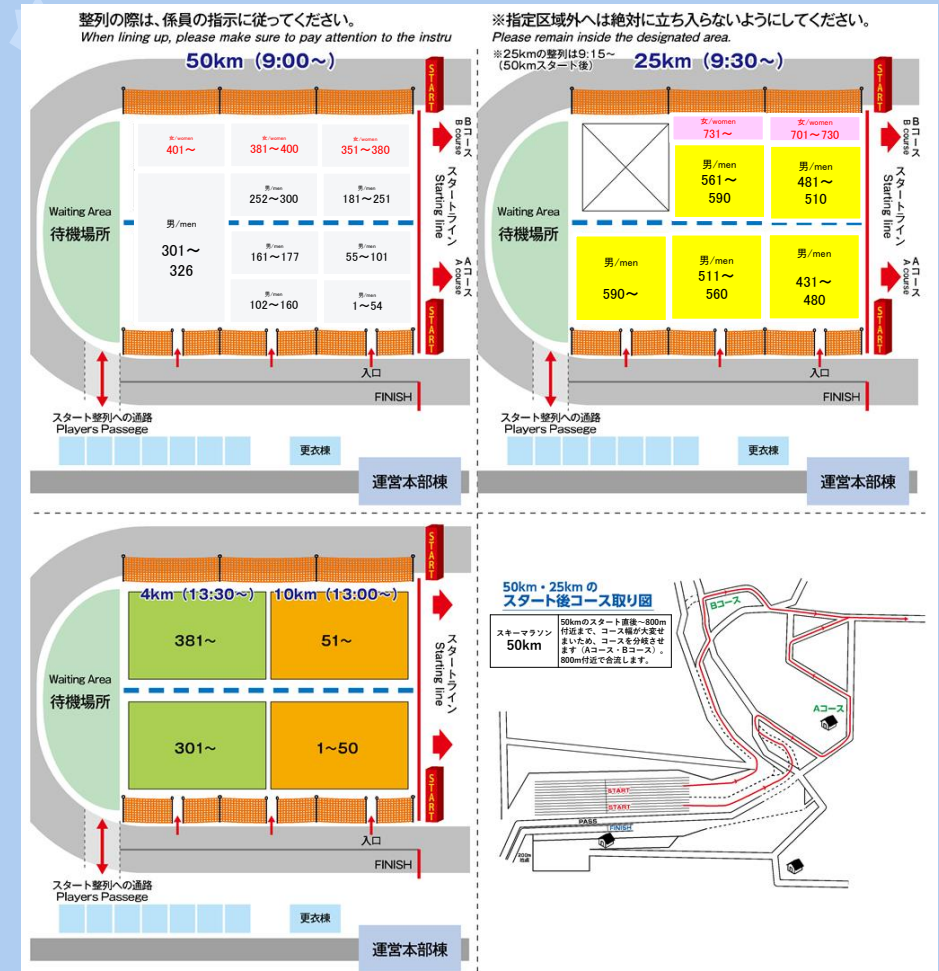 整列の際は、係員の指示に従ってください。
When lining up, please make sure to pay attention to the instru
※指定区域外へは絶対に立ち入らないようにしてください。
Please remain inside the designated area.
50km（9:00～）
START
女/women
401～
女/women
381～400
女/women
351～380
男/men
301～
326
男/men
252～300
男/men
181～251
男/men
161～177
男/men
55～101
男/men
102～160
男/men
1～54
Waiting Area
待機場所
Bコース
B course
スタートライン
Starting line
Aコース
A course
START
入口
FINISH
スタート整列への通路
Players Passege
更衣棟
運営本部棟
※25kmの整列は9:15～
（50kmスタート後）
25km（9:30～）
START
女/women
731～
女/women
701～730
男/men
561～
590
男/men
481～
510
男/men
590～
男/men
511～
560
男/men
431～
480
Waiting Area
待機場所
Bコース
B course
スタートライン
Starting line
Aコース
A course
START
入口
FINISH
スタート整列への通路
Players Passege
更衣棟
運営本部棟
START
4km（13:30～）
10km（13:00～）
381～
51～
301～
1～50
Waiting Area
待機場所
スタートライン
Starting line
START
入口
FINISH
スタート整列への通路
Players Passege
更衣棟
運営本部棟
50km・25kmの
スタート後コース取り図
スキーマラソン
50km
50kmのスタート直後～800m
付近まで、コース幅が大変せ
まいため、コースを分岐させ
ます（Aコース・Bコース）。
800m付近で合流します。
Bコース
Aコース
START
START
PASS
FINISH